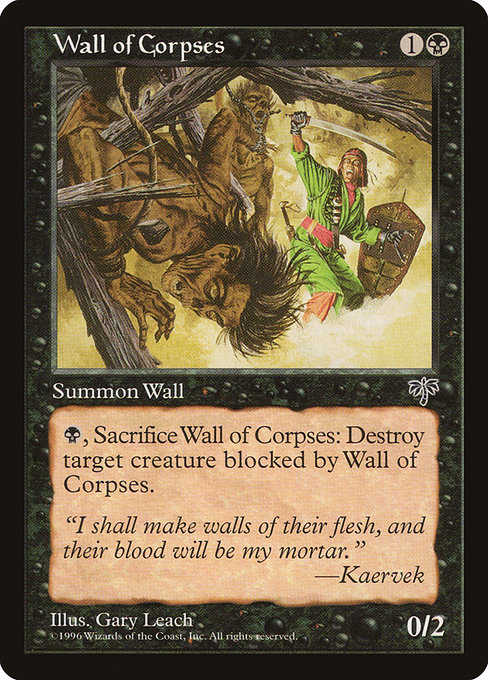 Wall of Corpses 1
Summon Wall
, Sacrifice Wall of Corpses: Destroy
target creature blocked by Wall of
Corpses.
“I shall make walls of their flesh, and
their blood will be my mortar.”
—Kaervek
Illus. Gary Leach
©1996 Wizards of the Coast, Inc. All rights reserved.
0/2